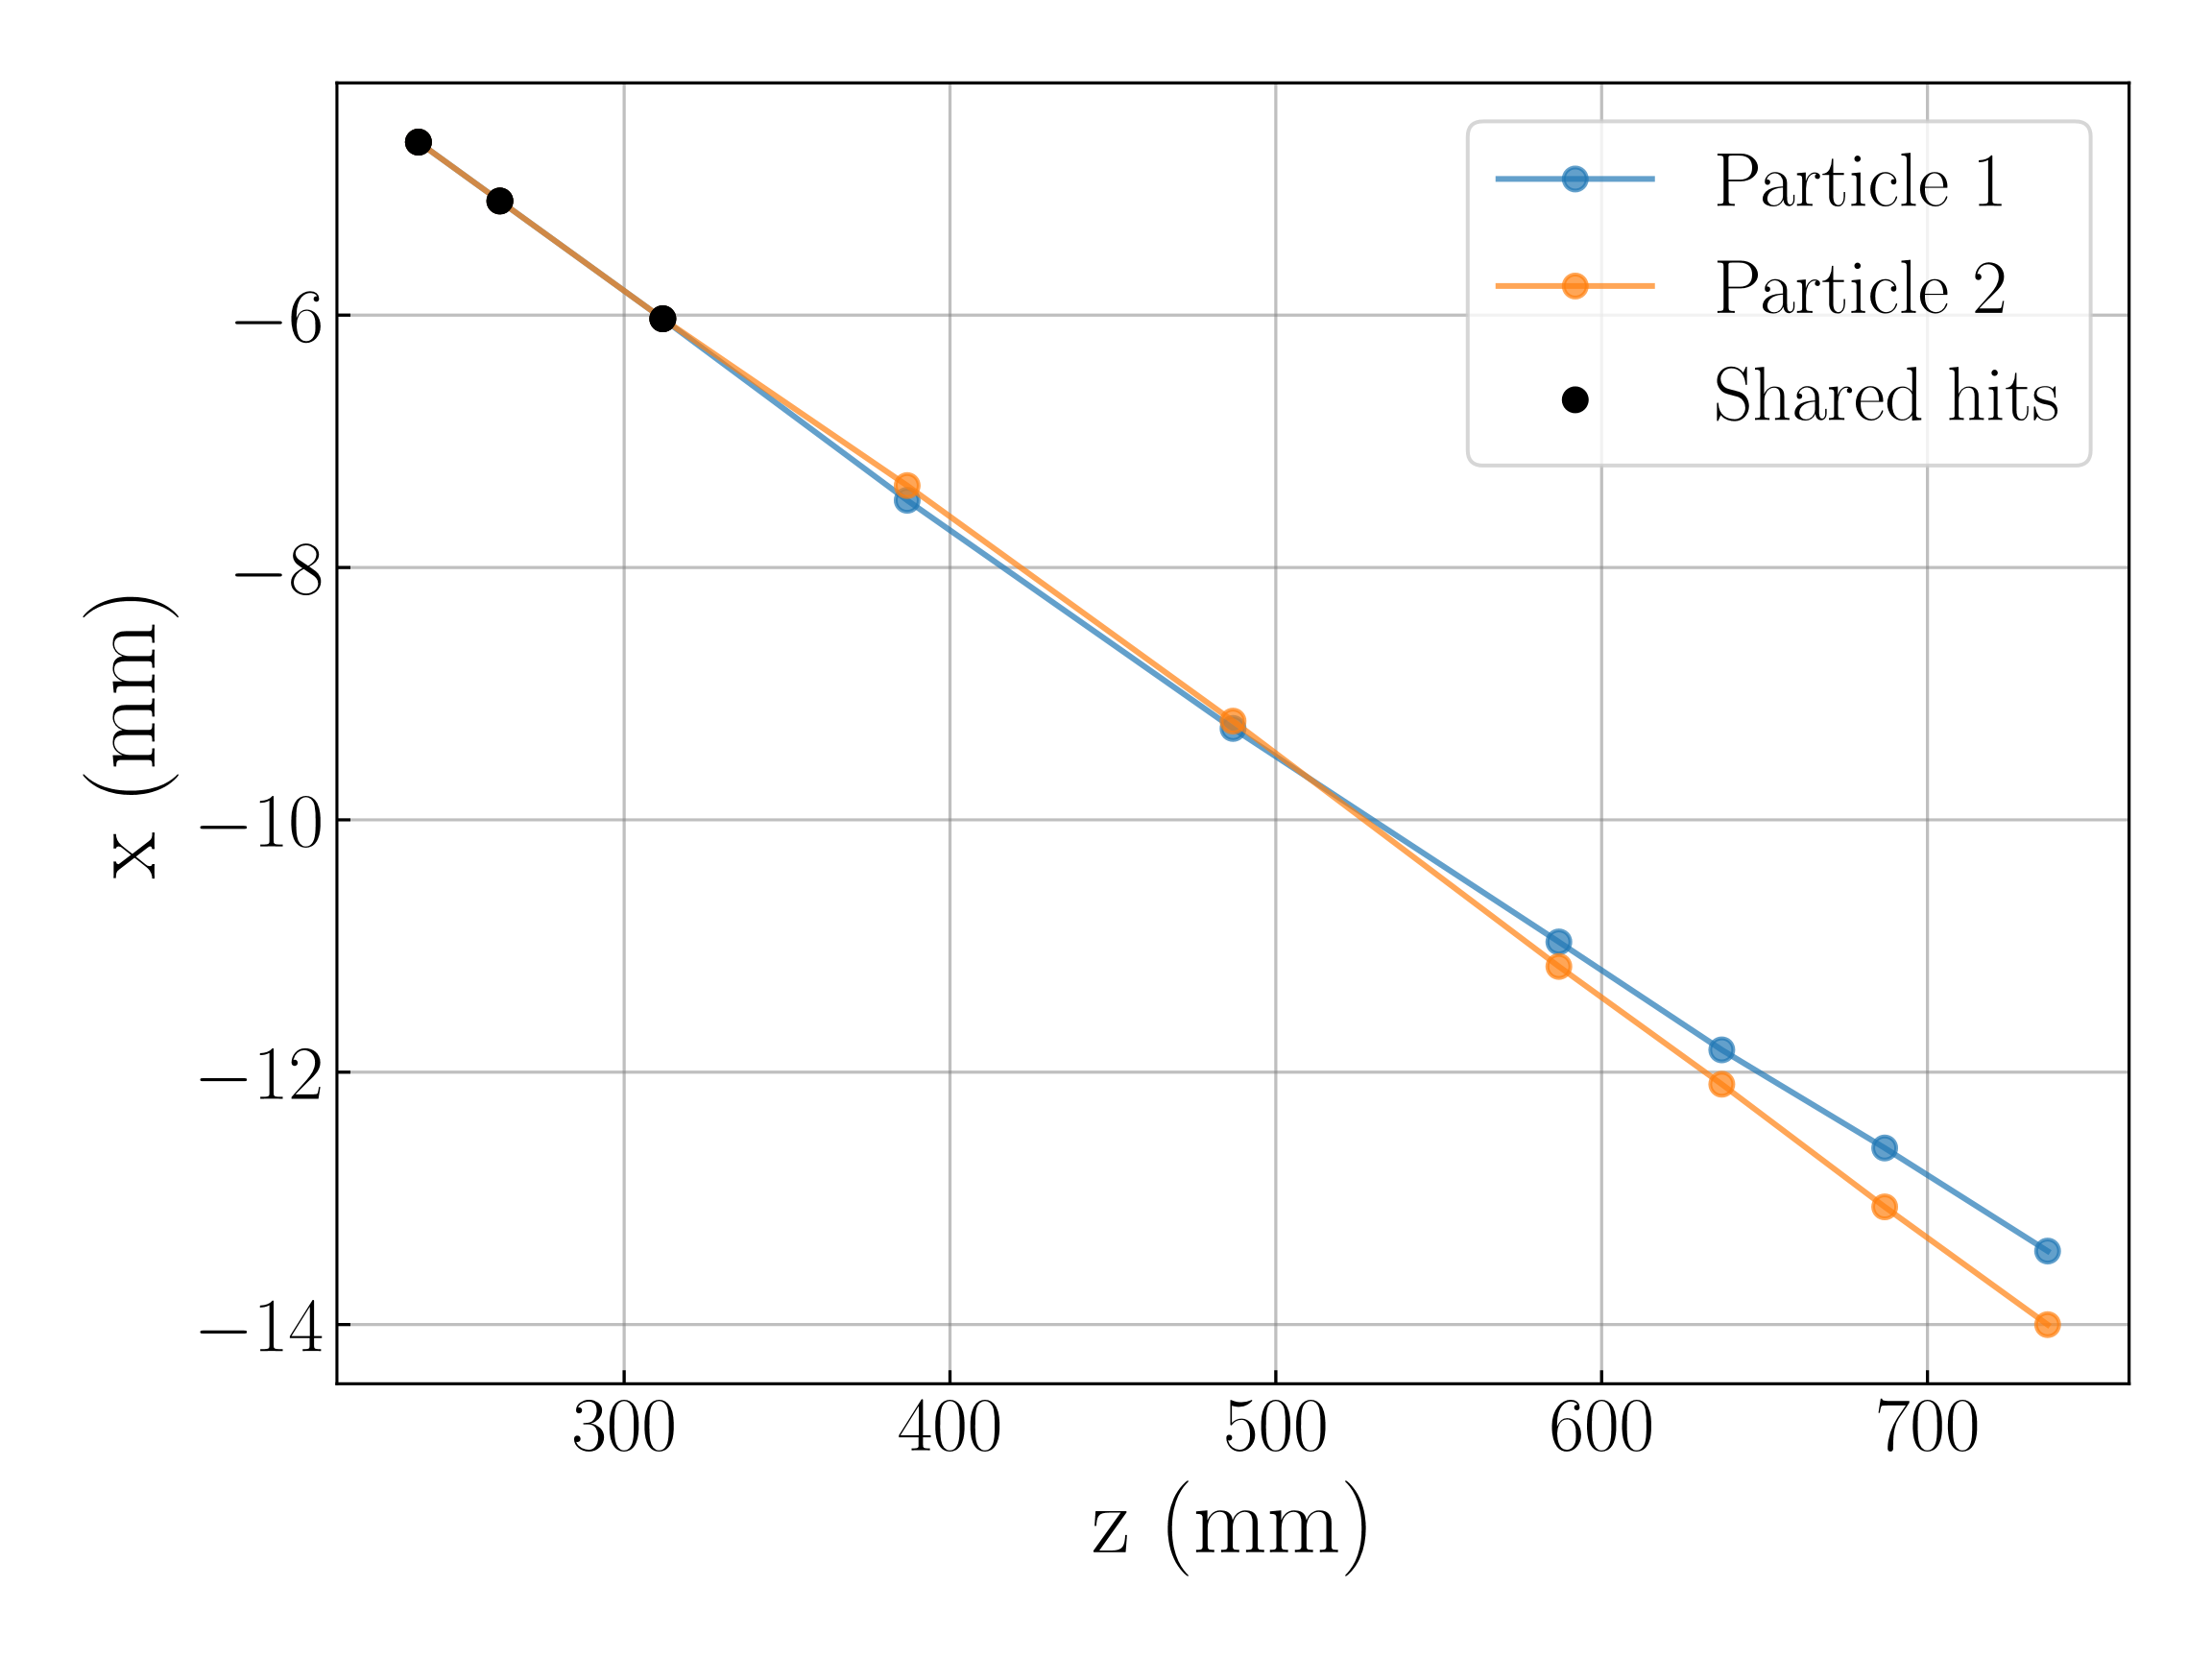 Particle 1
Particle 2
Shared hits
−6
−8
−10
−12
−14
x (mm)
300 400 500 600 700
z (mm)